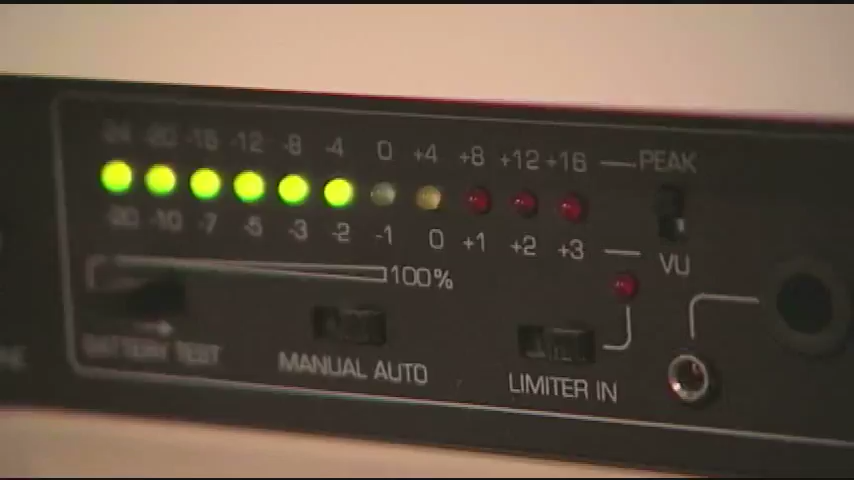 -24 -20 -16 -12 -8 -4 0 +4 +8 +12 +16 PEAK
-20 -10 -7 -5 -3 -2 -1 0 +1 +2 +3
VU
100%
BATTERY TEST
MANUAL AUTO
LIMITER IN